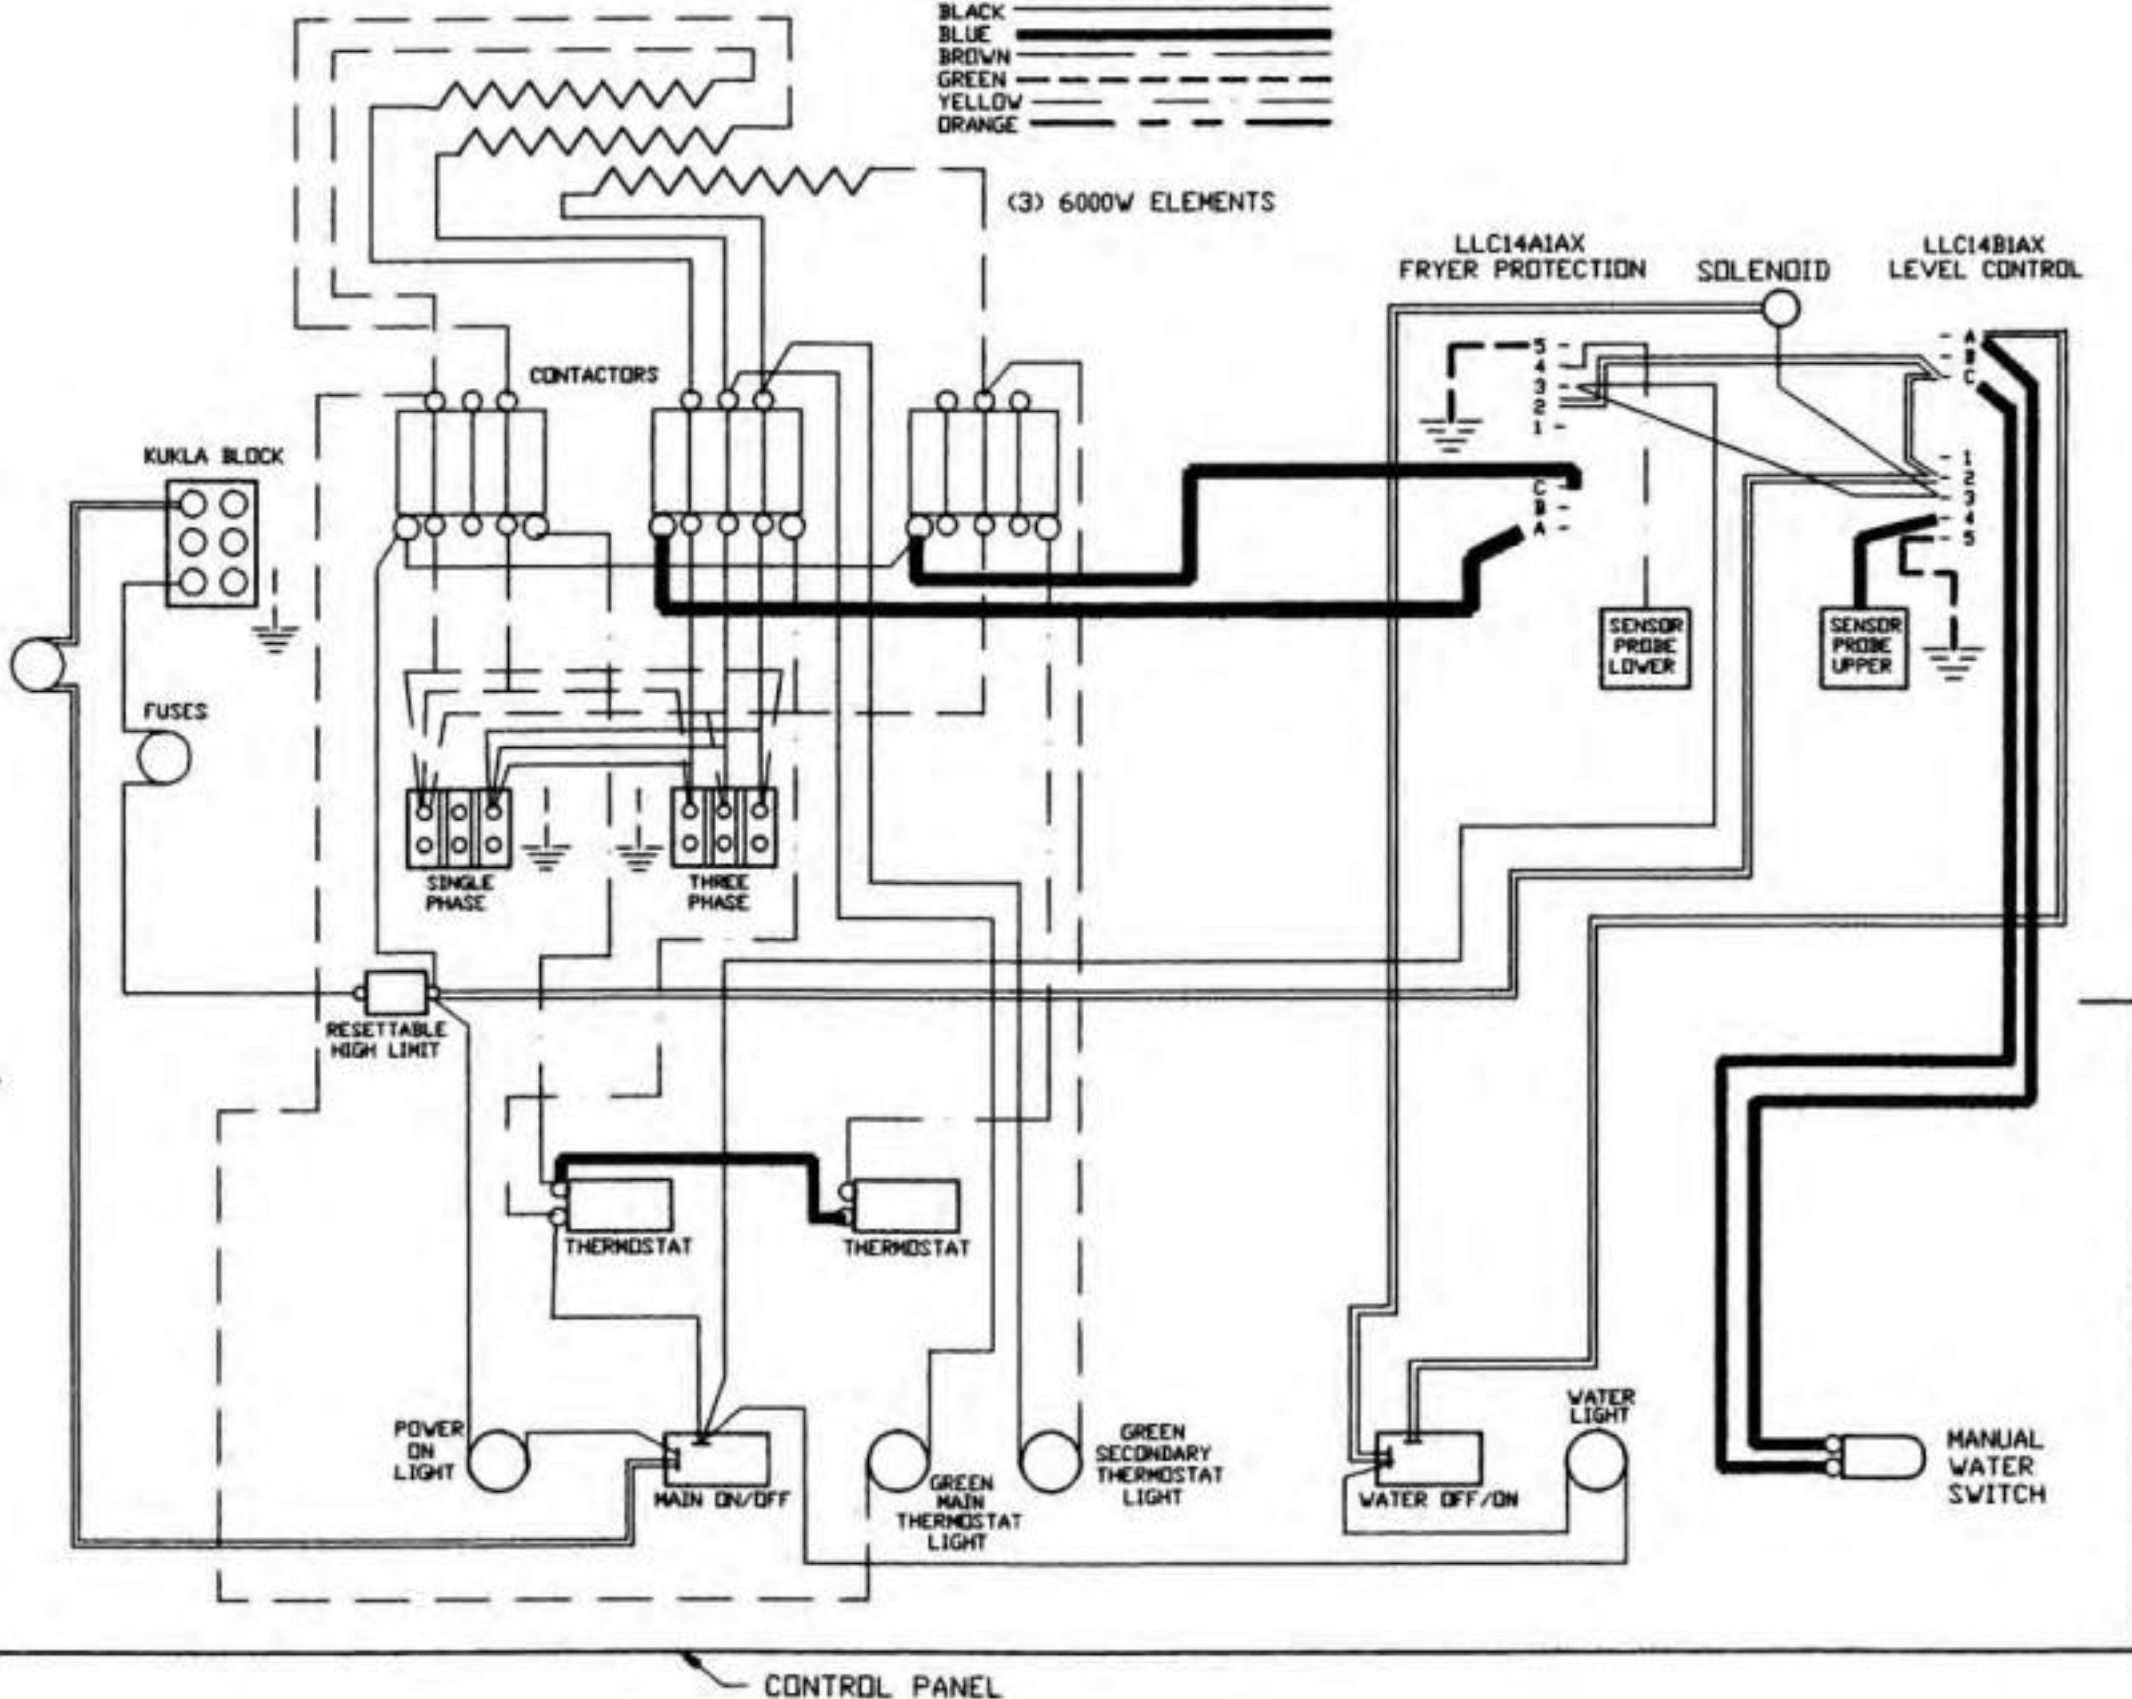 BLACK
BLUE
BROWN
GREEN
YELLOW
ORANGE
(3) 6000W ELEMENTS
LLC14A1AX
FRYER PROTECTION
SOLENOID
LLC14B1AX
LEVEL CONTROL
CONTACTORS
KUKLA BLOCK
5
4
3
2
1
C
B
A
A
B
C
1
2
3
4
5
SENSOR
PROBE
LOWER
SENSOR
PROBE
UPPER
FUSES
SINGLE
PHASE
THREE
PHASE
RESETTABLE
HIGH LIMIT
THERMOSTAT
THERMOSTAT
POWER
ON
LIGHT
MAIN ON/OFF
GREEN
MAIN
THERMOSTAT
LIGHT
GREEN
SECONDARY
THERMOSTAT
LIGHT
WATER OFF/ON
WATER
LIGHT
MANUAL
WATER
SWITCH
CONTROL PANEL